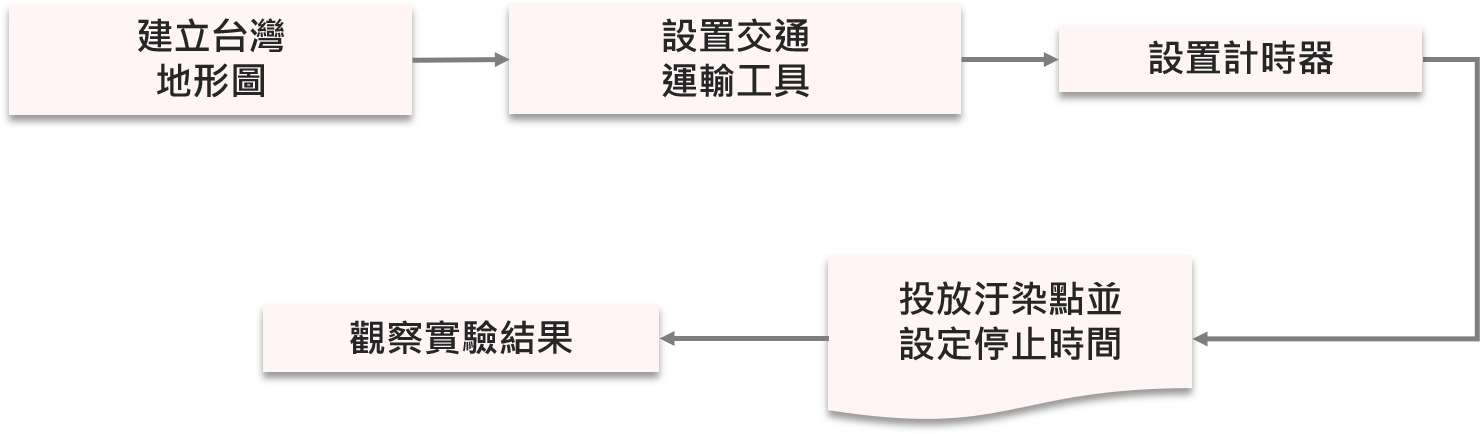 建立台灣
地形圖
設置交通
運輸工具
設置計時器
投放汙染點並
設定停止時間
觀察實驗結果